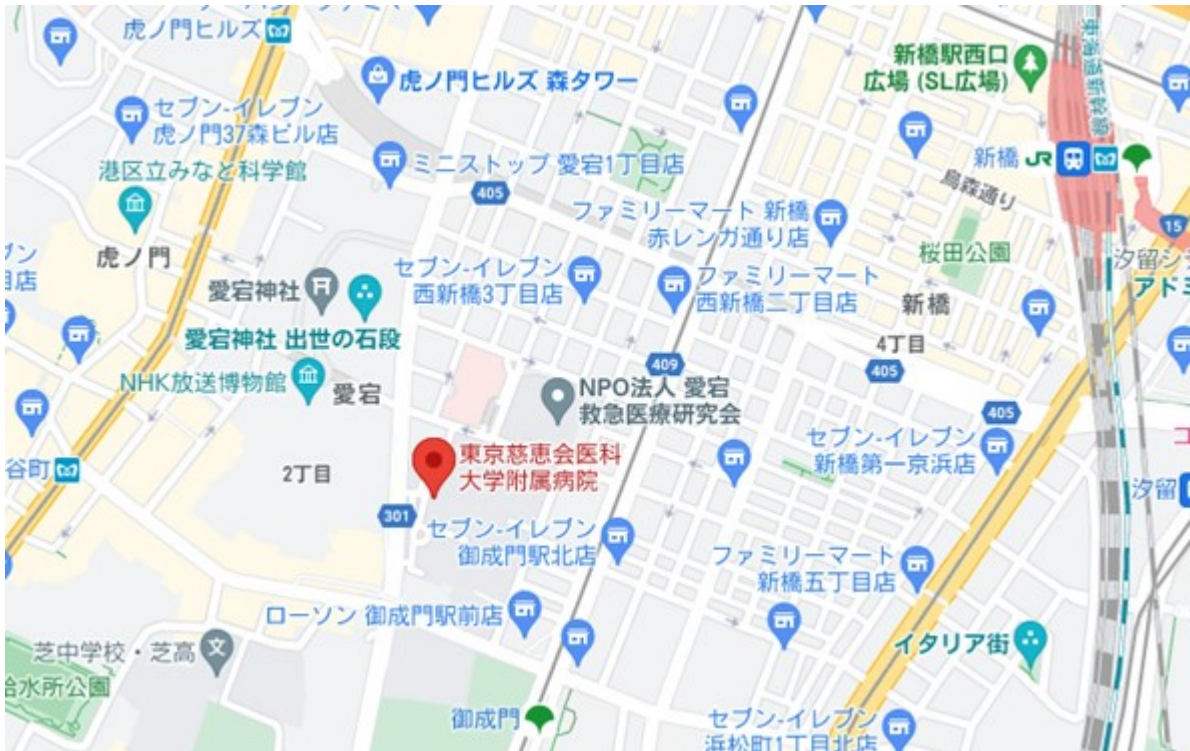 虎ノ門ヒルズ
セブン-イレブン
虎ノ門37森ビル店
虎ノ門ヒルズ 森タワー
新橋駅西口
広場 (SL広場)
港区立みなと科学館
ミニストップ 愛宕1丁目店
405
新橋 JR
烏森通り
15
虎ノ門
ファミリーマート 新橋
赤レンガ通り店
桜田公園
愛宕神社
セブン-イレブン
西新橋3丁目店
ファミリーマート
西新橋二丁目店
新橋
4丁目
愛宕神社 出世の石段
409
405
NHK放送博物館
愛宕
NPO法人 愛宕
救急医療研究会
405
東京慈恵会医科
大学附属病院
セブン-イレブン
新橋第一京浜店
谷町
2丁目
汐留
301
セブン-イレブン
御成門駅北店
ファミリーマート
新橋五丁目店
ローソン 御成門駅前店
イタリア街
芝中学校・芝高
給水所公園
御成門
セブン-イレブン
浜松町1丁目北店